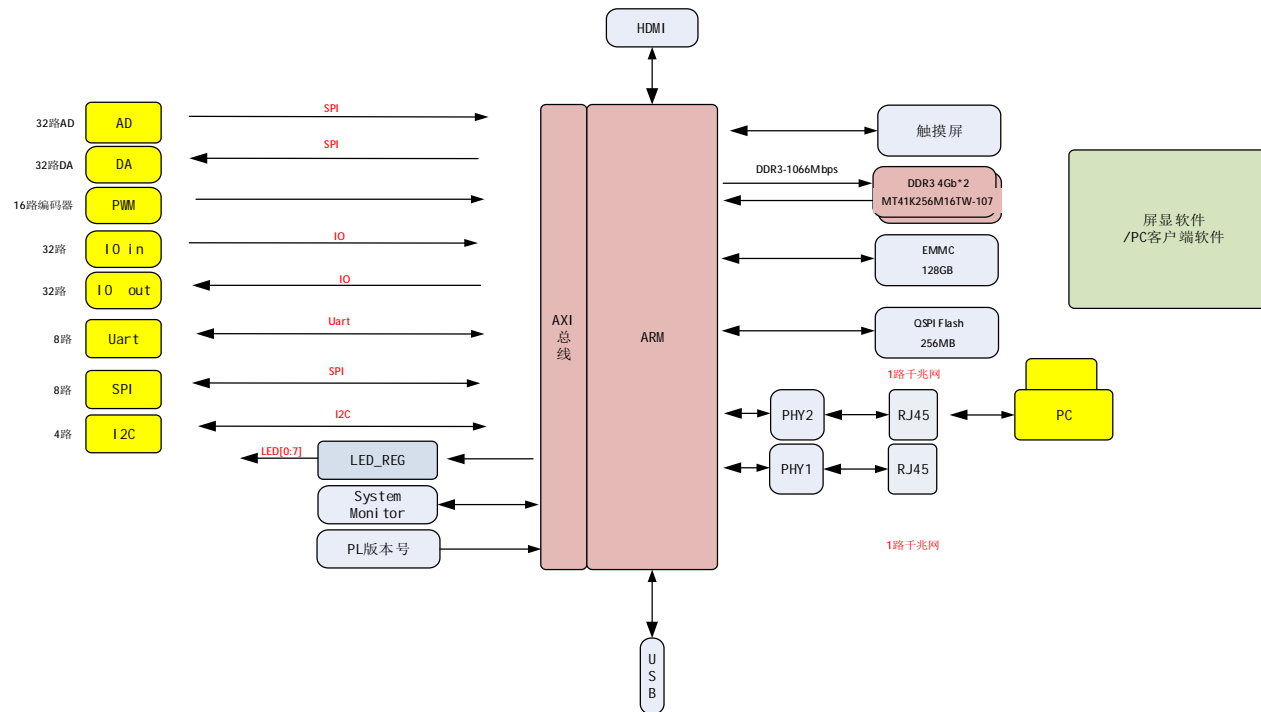 HDMI
32路AD
AD
SPI
触摸屏
32路DA
DA
SPI
DDR3-1066Mbps
DDR3 4Gb*2
MT41K256M16TW-107
16路编码器
PWM
屏显软件
/PC客户端软件
32路
IO in
IO
EMMC
128GB
32路
IO out
IO
AXI
总
线
ARM
8路
Uart
Uart
QSPI Flash
256MB
8路
SPI
SPI
1路千兆网
4路
I2C
I2C
PHY2
RJ45
PC
LED[0:7]
LED_REG
PHY1
RJ45
System
Monitor
PL版本号
1路千兆网
U
S
B